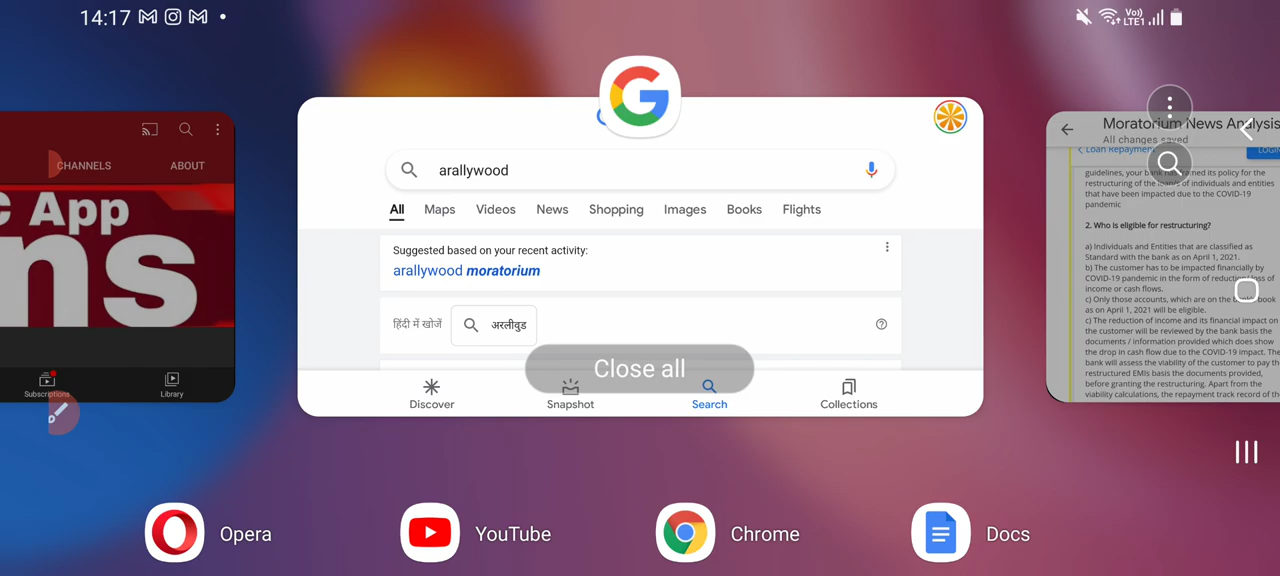 14:17
Vo))
LTE1
CHANNELS
ABOUT
c App
ns
Subscriptions
Library
arallywood
All
Maps
Videos
News
Shopping
Images
Books
Flights
Suggested based on your recent activity:
arallywood moratorium
हिंदी में खोजें
अरलीवुड
Close all
Discover
Snapshot
Search
Collections
Moratorium News Analysis
All changes saved
Loan Repayment
LOGIN
guidelines, your bank has framed its policy for the
restructuring of the loans of individuals and entities
that have been impacted due to the COVID-19
pandemic
2. Who is eligible for restructuring?
a) Individuals and Entities that are classified as
Standard with the bank as on April 1, 2021.
b) The customer has to be impacted financially by
COVID-19 pandemic in the form of reduction/ loss of
income or cash flows.
c) Only those accounts, which are on the bank's book
as on April 1, 2021 will be eligible.
c) The reduction of income and its financial impact on
the customer will be reviewed by the bank basis the
documents / information provided which does show
the drop in cash flow due to the COVID-19 impact. The
bank will assess the viability of the customer to pay the
restructured EMIs basis the documents provided,
before granting the restructuring. Apart from the
viability calculations, the repayment track record of the
Opera
YouTube
Chrome
Docs